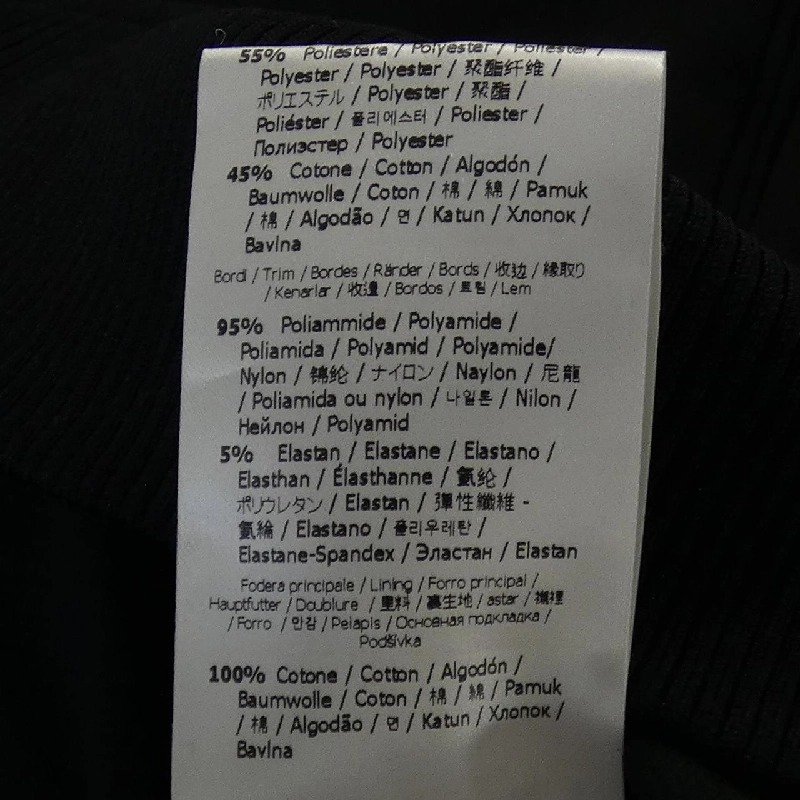 55% Poliestere / Polyester / Poliester /
Polyester / Polyester / 聚酯纤维 /
ポリエステル / Polyester / 聚酯 /
Poliéster / 폴리에스터 / Poliester /
Полиэстер / Polyester
45% Cotone / Cotton / Algodón /
Baumwolle / Coton / 棉 / 綿 / Pamuk
/ 棉 / Algodão / 면 / Katun / Хлопок /
Bavlna
Bordi / Trim / Bordes / Ränder / Bords / 收边 / 縁取り
/ Kenarlar / 收邊 / Bordos / 트림 / Lem
95% Poliammide / Polyamide /
Poliamida / Polyamid / Polyamide/
Nylon / 锦纶 / ナイロン / Naylon / 尼龍
/ Poliamida ou nylon / 나일론 / Nilon /
Нейлон / Polyamid
5% Elastan / Elastane / Elastano /
Elasthan / Élasthanne / 氨纶 /
ポリウレタン / Elastan / 彈性纖維 -
氨綸 / Elastano / 폴리우레탄 /
Elastane-Spandex / Эластан / Elastan
Fodera principale / Lining / Forro principal /
Hauptfutter / Doublure / 里料 / 裏生地 / astar / 襯裡
/ Forro / 안감 / Pelapis / Основная подкладка /
Podšívka
100% Cotone / Cotton / Algodón /
Baumwolle / Coton / 棉 / 綿 / Pamuk
/ 棉 / Algodão / 면 / Katun / Хлопок /
Bavlna